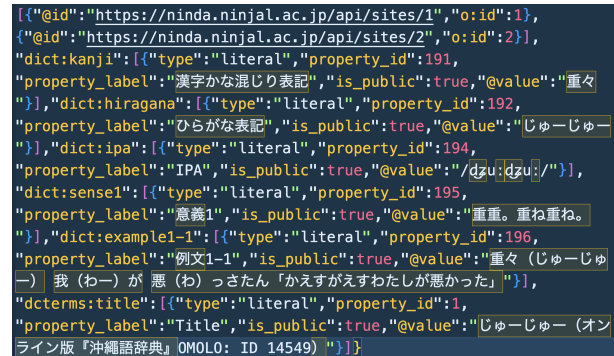 [{"@id":"https://ninda.ninjal.ac.jp/api/sites/1","o:id":1},
{"@id":"https://ninda.ninjal.ac.jp/api/sites/2","o:id":2}],
"dict:kanji":[{"type":"literal","property_id":191,
"property_label":"漢字かな混じり表記","is_public":true,"@value":"重々
"}],"dict:hiragana":[{"type":"literal","property_id":192,
"property_label":"ひらがな表記","is_public":true,"@value":"じゅーじゅー
"}],"dict:ipa":[{"type":"literal","property_id":194,
"property_label":"IPA","is_public":true,"@value":"/ʥuːʥuː/"}],
"dict:sense1":[{"type":"literal","property_id":195,
"property_label":"意義1","is_public":true,"@value":"重重。重ね重ね。
"}],"dict:example1-1":[{"type":"literal","property_id":196,
"property_label":"例文1-1","is_public":true,"@value":"重々（じゅーじゅ
ー） 我（わー）が 悪（わ）っさたん「かえすがえすわたしが悪かった」"}],
"dcterms:title":[{"type":"literal","property_id":1,
"property_label":"Title","is_public":true,"@value":"じゅーじゅー（オン
ライン版『沖縄語辞典』OMOLO: ID 14549）"}]}